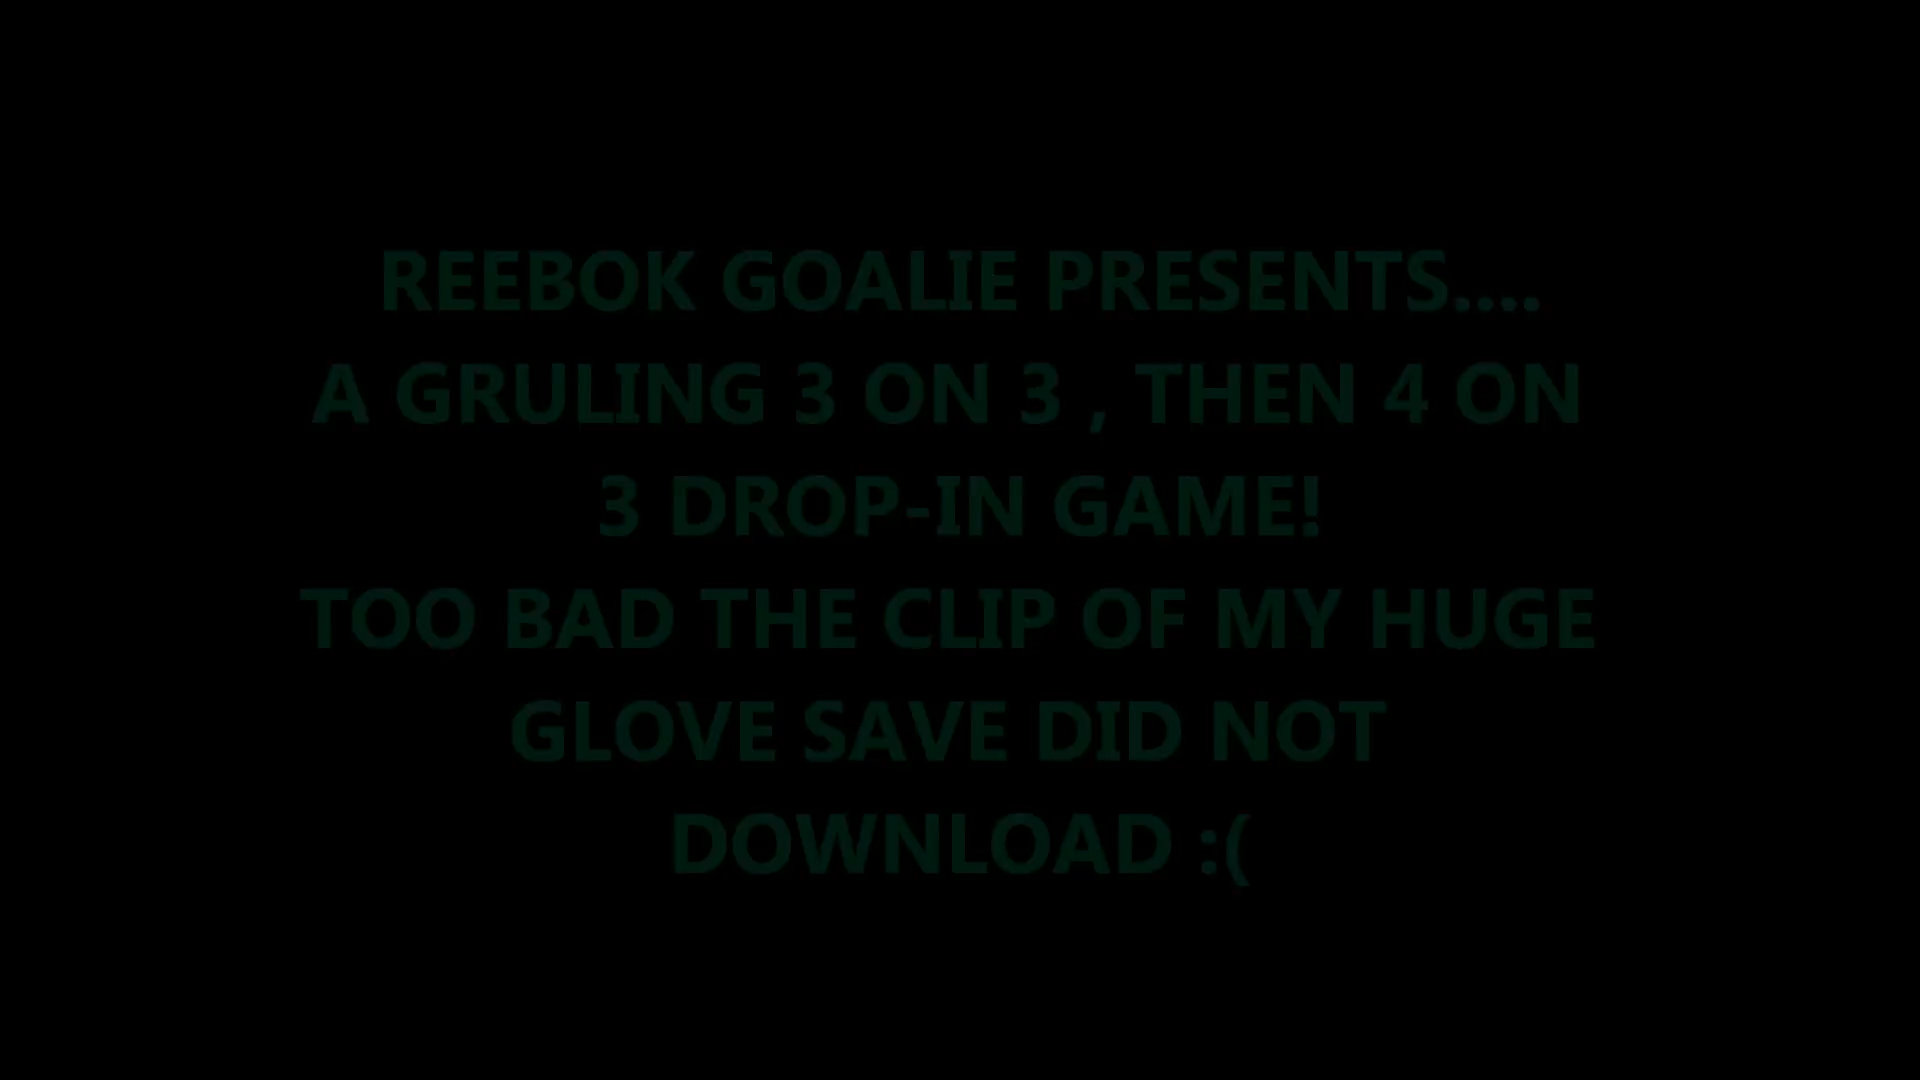 REEBOK GOALIE PRESENTS....
A GRULING 3 ON 3 , THEN 4 ON
3 DROP-IN GAME!
TOO BAD THE CLIP OF MY HUGE
GLOVE SAVE DID NOT
DOWNLOAD :(